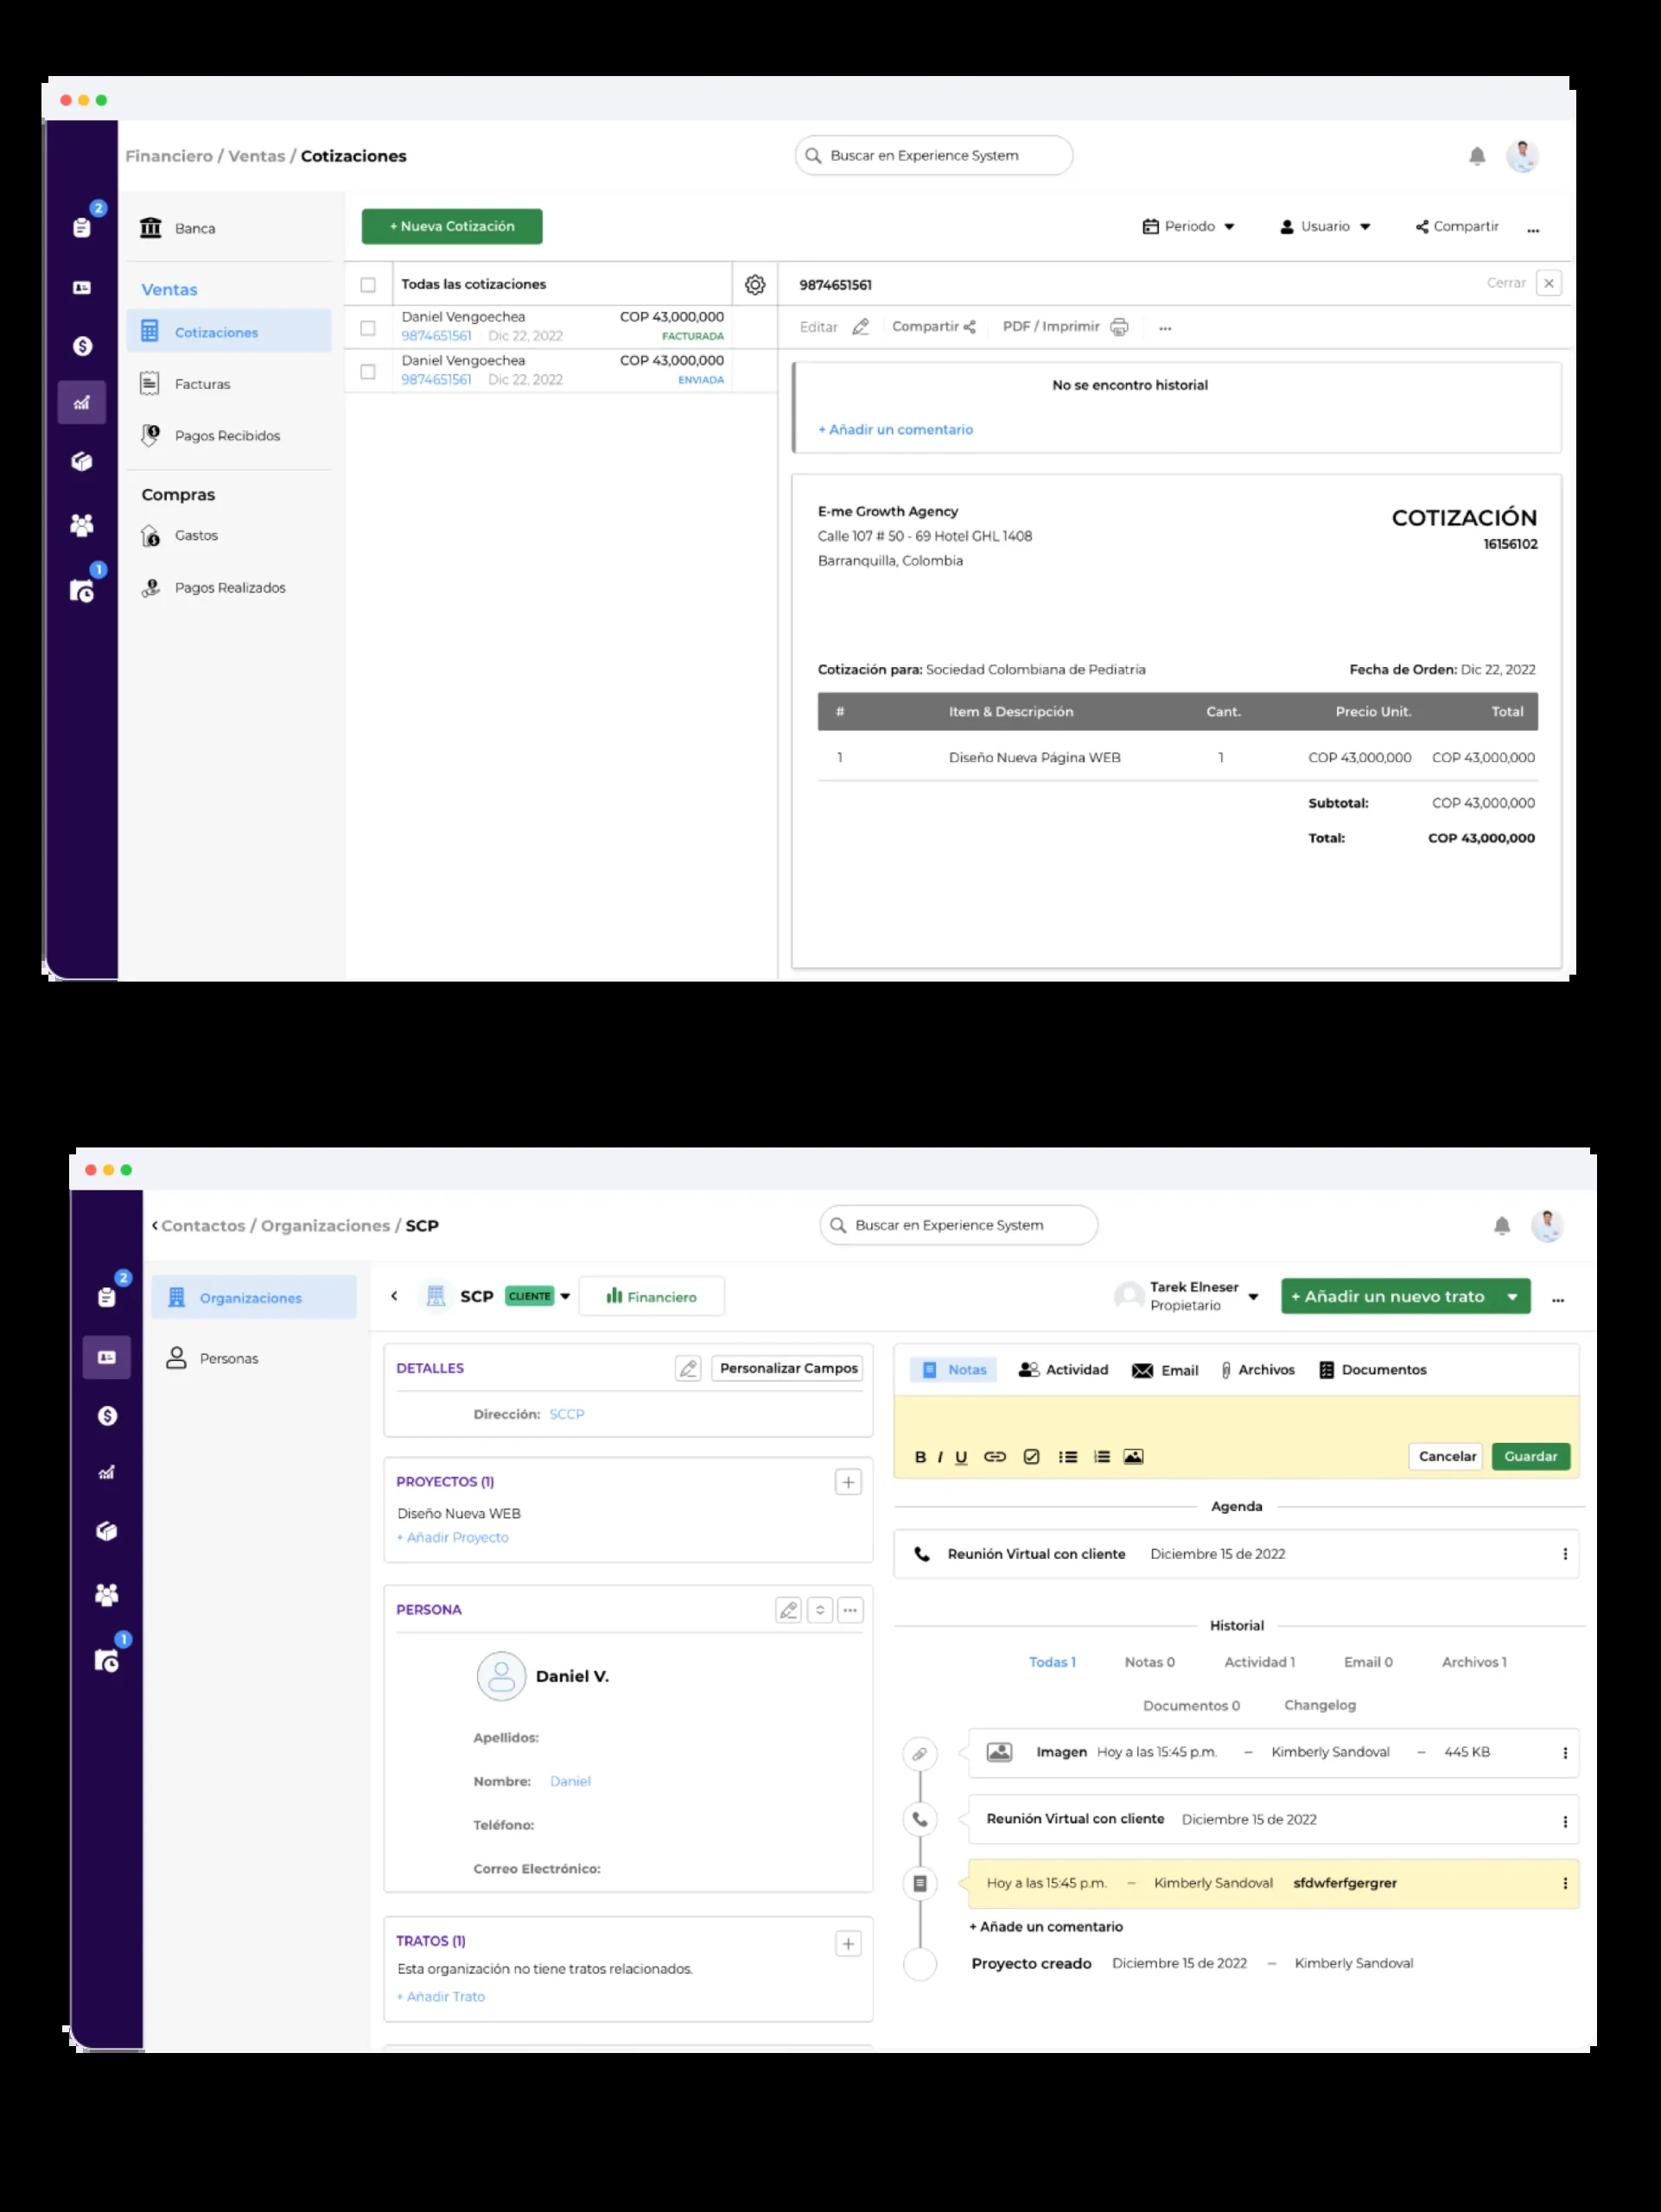 Financiero / Ventas / Cotizaciones
Buscar en Experience System
2
Banca
+ Nueva Cotización
Periodo
Usuario
Compartir
...
Ventas
Cotizaciones
Facturas
Pagos Recibidos
Compras
Gastos
Pagos Realizados
1
Todas las cotizaciones
Daniel Vengoechea COP 43,000,000
9874651561 Dic 22, 2022 FACTURADA
Daniel Vengoechea COP 43,000,000
9874651561 Dic 22, 2022 ENVIADA
9874651561
Cerrar
Editar
Compartir
PDF / Imprimir
...
No se encontro historial
+ Añadir un comentario
E-me Growth Agency
Calle 107 # 50 - 69 Hotel GHL 1408
Barranquilla, Colombia
COTIZACIÓN
16156102
Cotización para: Sociedad Colombiana de Pediatría
Fecha de Orden: Dic 22, 2022
# Item & Descripción Cant. Precio Unit. Total
1 Diseño Nueva Página WEB 1 COP 43,000,000 COP 43,000,000
Subtotal: COP 43,000,000
Total: COP 43,000,000
Contactos / Organizaciones / SCP
Buscar en Experience System
2
Organizaciones
Personas
1
SCP
CLIENTE
Financiero
Tarek Elneser
Propietario
+ Añadir un nuevo trato
...
DETALLES
Personalizar Campos
Dirección: SCCP
PROYECTOS (1)
Diseño Nueva WEB
+ Añadir Proyecto
PERSONA
Daniel V.
Apellidos:
Nombre: Daniel
Teléfono:
Correo Electrónico:
TRATOS (1)
Esta organización no tiene tratos relacionados.
+ Añadir Trato
Notas
Actividad
Email
Archivos
Documentos
B I U
Cancelar
Guardar
Agenda
Reunión Virtual con cliente Diciembre 15 de 2022
Historial
Todas 1 Notas 0 Actividad 1 Email 0 Archivos 1
Documentos 0 Changelog
Imagen Hoy a las 15:45 p.m. – Kimberly Sandoval – 445 KB
Reunión Virtual con cliente Diciembre 15 de 2022
Hoy a las 15:45 p.m. – Kimberly Sandoval sfdwferfgergrer
+ Añade un comentario
Proyecto creado Diciembre 15 de 2022 – Kimberly Sandoval